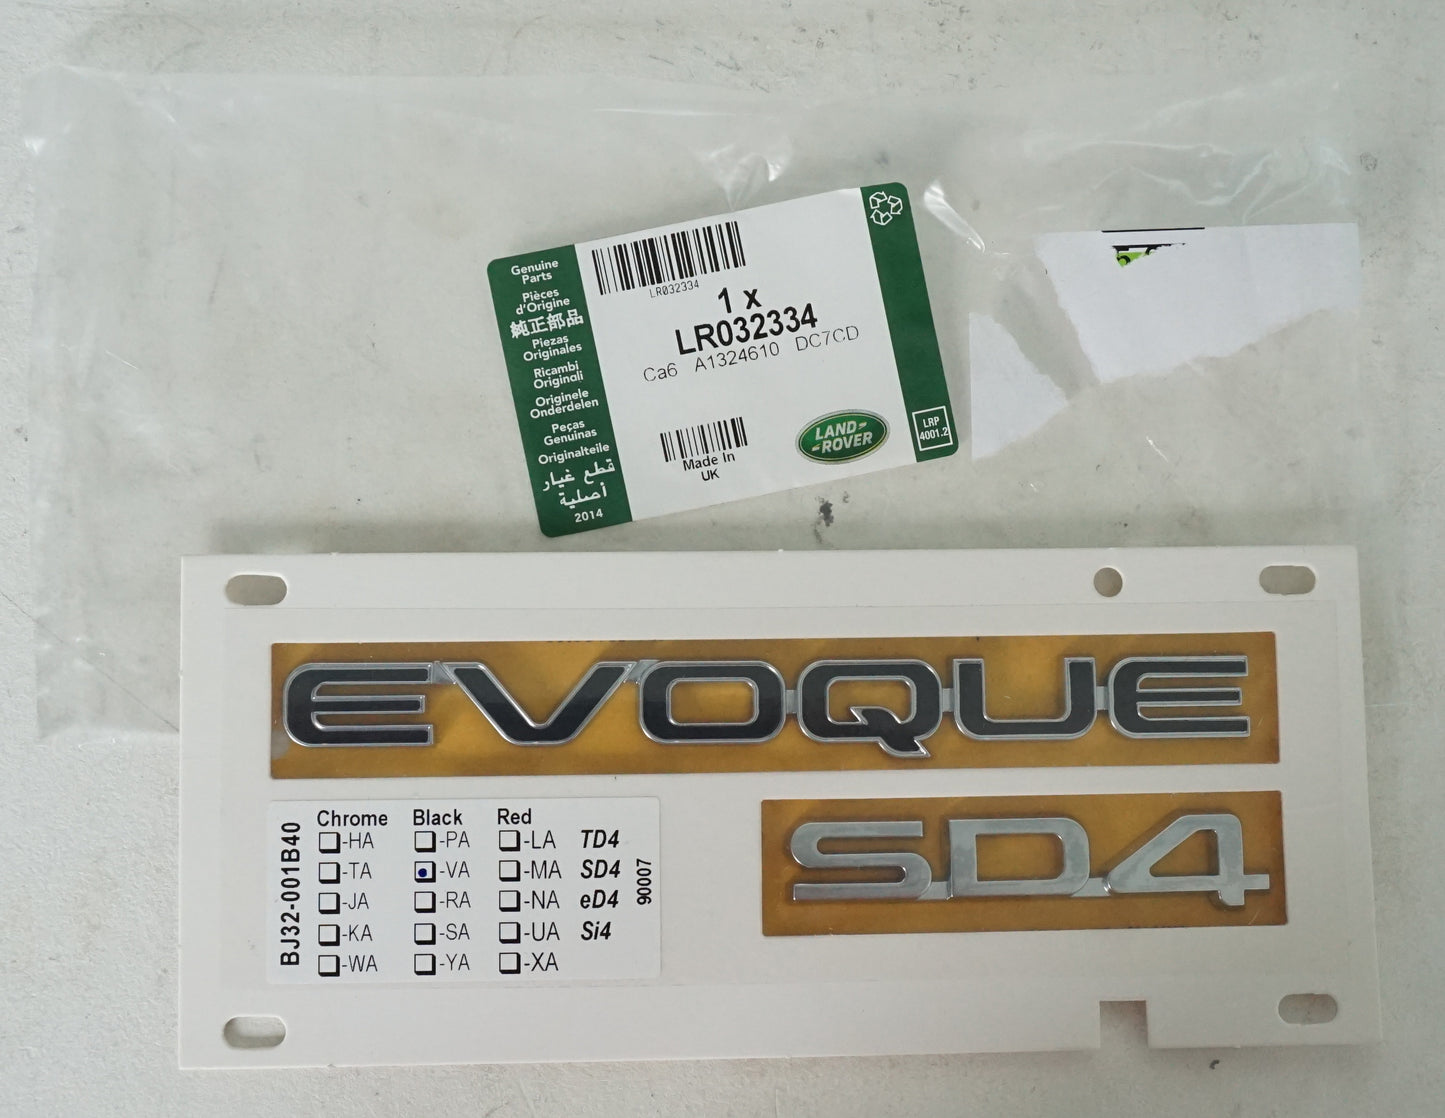 Genuine
Parts
Pièces
d'Origine
純正部品
Piezas
Originales
Ricambi
Originali
Originele
Onderdelen
Peças
Genuinas
Originalteile
قطع غيار
أصلية
2014
LR032334
1 x
LR032334
Ca6 A1324610 DC7CD
Made In
UK
LAND-
-ROVER
LRP
4001.2
EVOQUE
SD4
BJ32-001B40
Chrome Black Red
-HA -PA -LA TD4
-TA -VA -MA SD4
-JA -RA -NA eD4
-KA -SA -UA Si4
-WA -YA -XA
90007